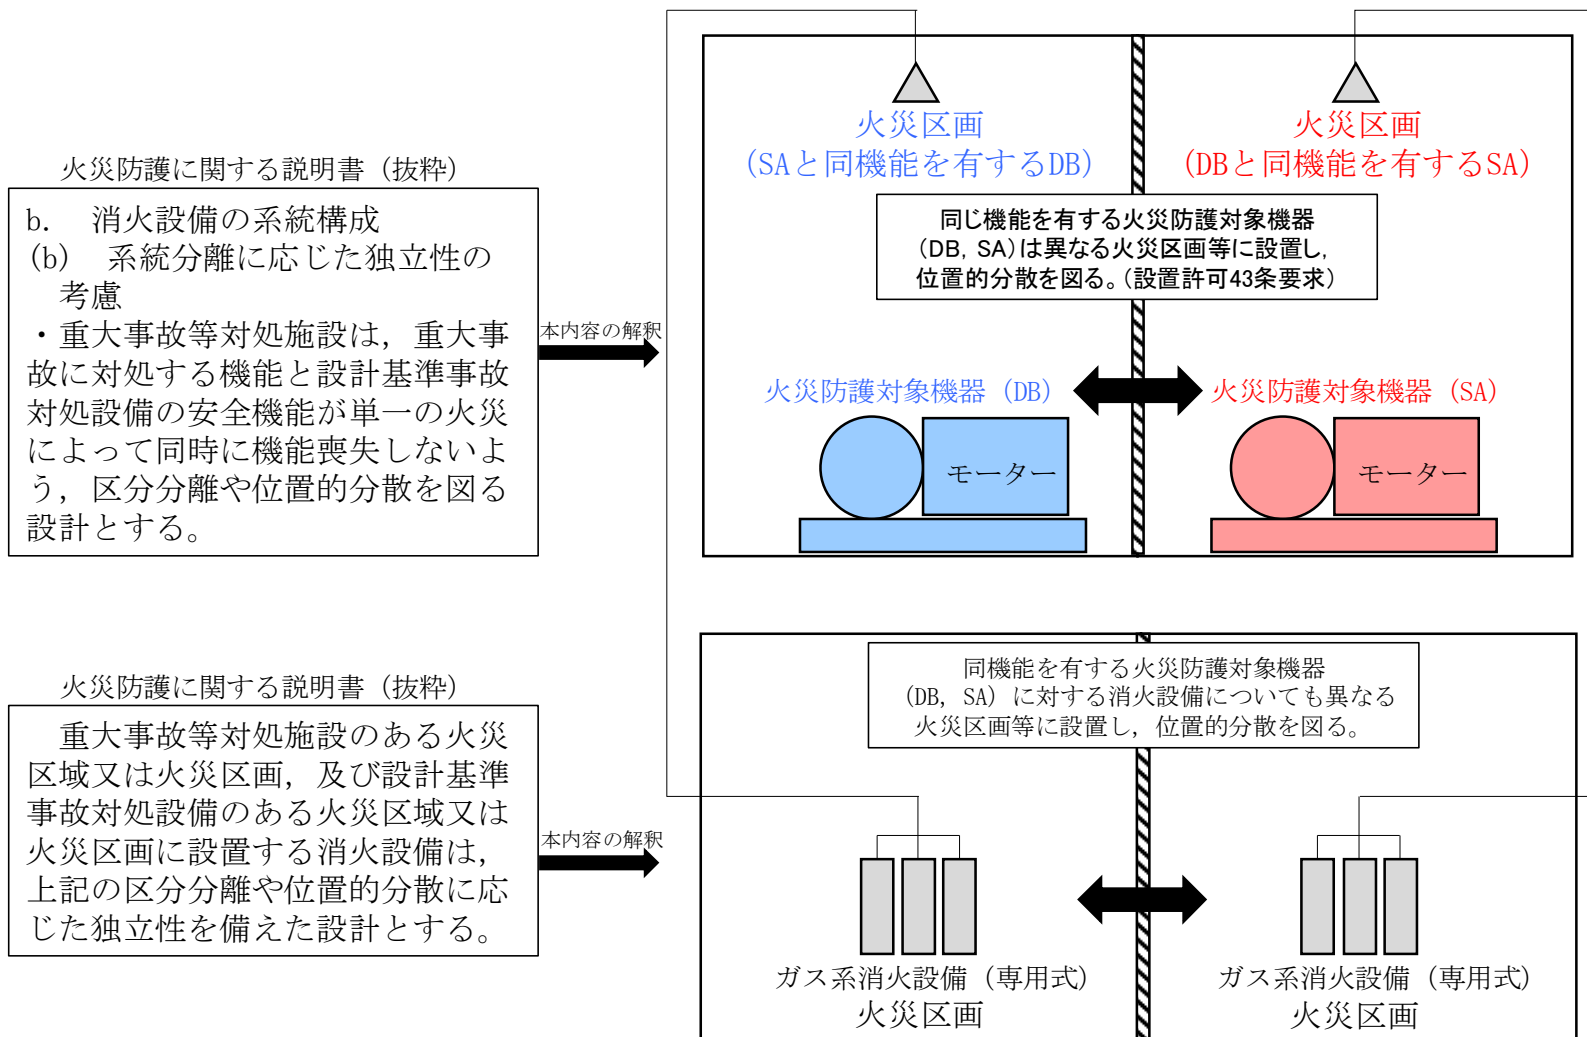 火災防護に関する説明書（抜粋）
b.　消火設備の系統構成
(b)　系統分離に応じた独立性の
考慮
・重大事故等対処施設は，重大事
故に対処する機能と設計基準事故
対処設備の安全機能が単一の火災
によって同時に機能喪失しないよ
う，区分分離や位置的分散を図る
設計とする。
本内容の解釈
火災区画
（SAと同機能を有するDB）
火災区画
（DBと同機能を有するSA）
同じ機能を有する火災防護対象機器
（DB, SA）は異なる火災区画等に設置し，
位置的分散を図る。（設置許可43条要求）
火災防護対象機器（DB）
火災防護対象機器（SA）
モーター
モーター
火災防護に関する説明書（抜粋）
重大事故等対処施設のある火災
区域又は火災区画，及び設計基準
事故対処設備のある火災区域又は
火災区画に設置する消火設備は，
上記の区分分離や位置的分散に応
じた独立性を備えた設計とする。
本内容の解釈
同機能を有する火災防護対象機器
（DB, SA）に対する消火設備についても異なる
火災区画等に設置し，位置的分散を図る。
ガス系消火設備（専用式）
火災区画
ガス系消火設備（専用式）
火災区画